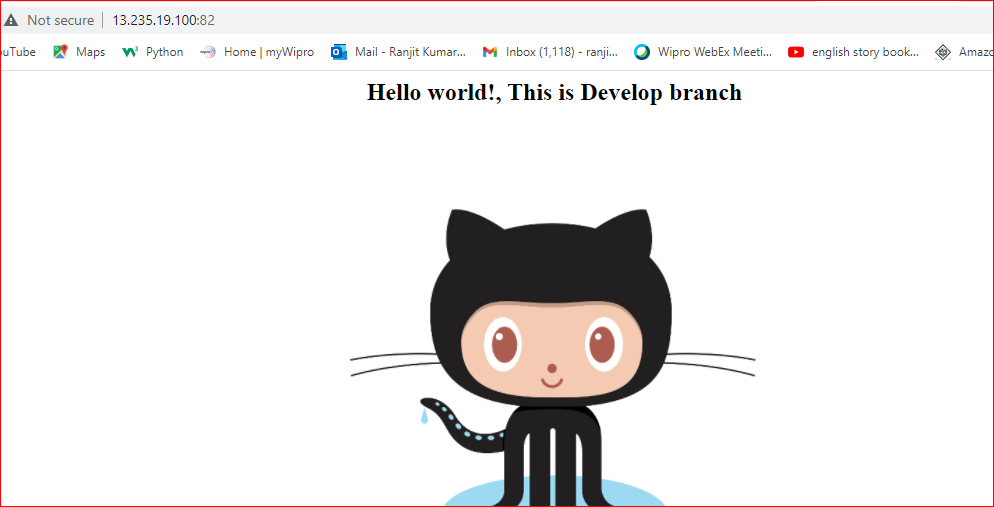 Not secure 13.235.19.100:82
ouTube Maps Python Home | myWipro Mail - Ranjit Kumar... Inbox (1,118) - ranji... Wipro WebEx Meeti... english story book... Amazo
Hello world!, This is Develop branch